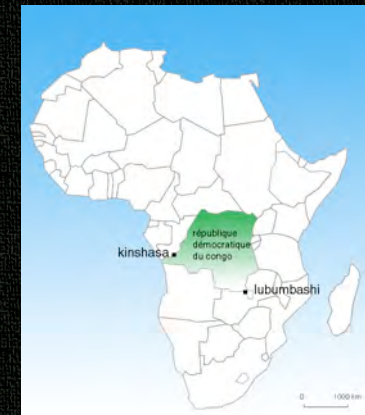 république
démocratique
du congo
kinshasa
lubumbashi
0 1000 km